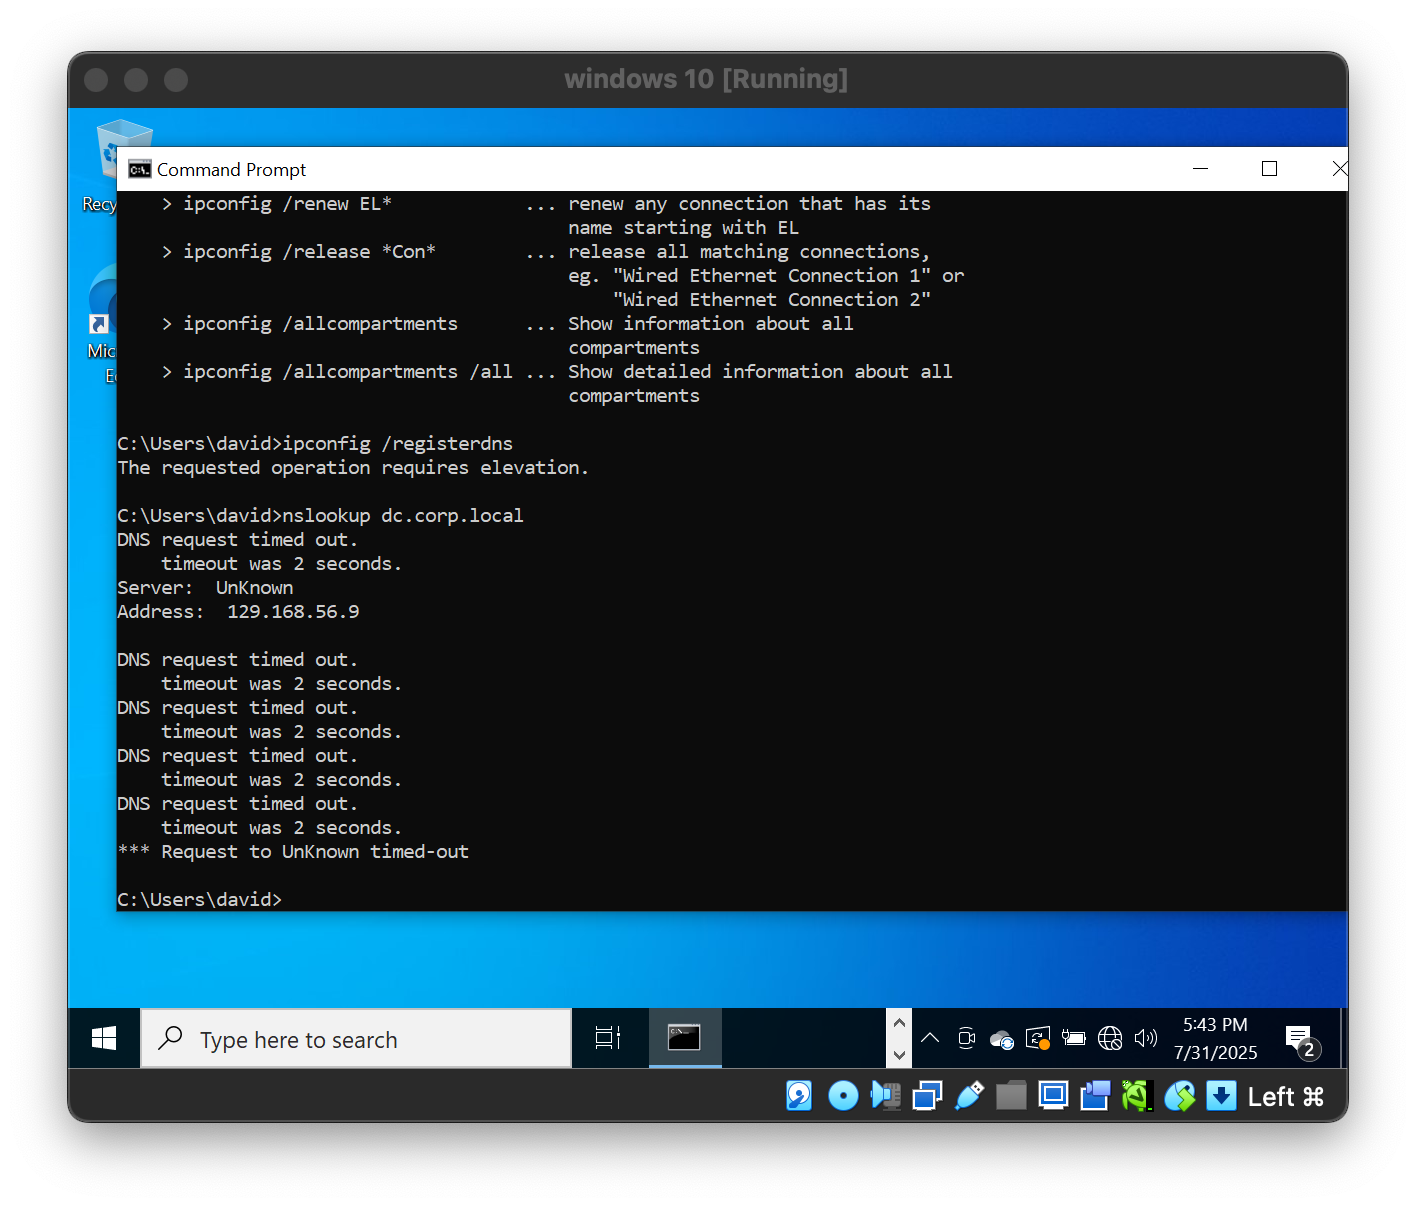 windows 10 [Running]
Recy
Command Prompt
> ipconfig /renew EL* ... renew any connection that has its
name starting with EL
> ipconfig /release *Con* ... release all matching connections,
eg. "Wired Ethernet Connection 1" or
"Wired Ethernet Connection 2"
> ipconfig /allcompartments ... Show information about all
compartments
> ipconfig /allcompartments /all ... Show detailed information about all
compartments
C:\Users\david>ipconfig /registerdns
The requested operation requires elevation.
C:\Users\david>nslookup dc.corp.local
DNS request timed out.
timeout was 2 seconds.
Server: UnKnown
Address: 129.168.56.9
DNS request timed out.
timeout was 2 seconds.
DNS request timed out.
timeout was 2 seconds.
DNS request timed out.
timeout was 2 seconds.
DNS request timed out.
timeout was 2 seconds.
*** Request to UnKnown timed-out
C:\Users\david>
Mic
E
Type here to search
5:43 PM
7/31/2025
2
Left ⌘